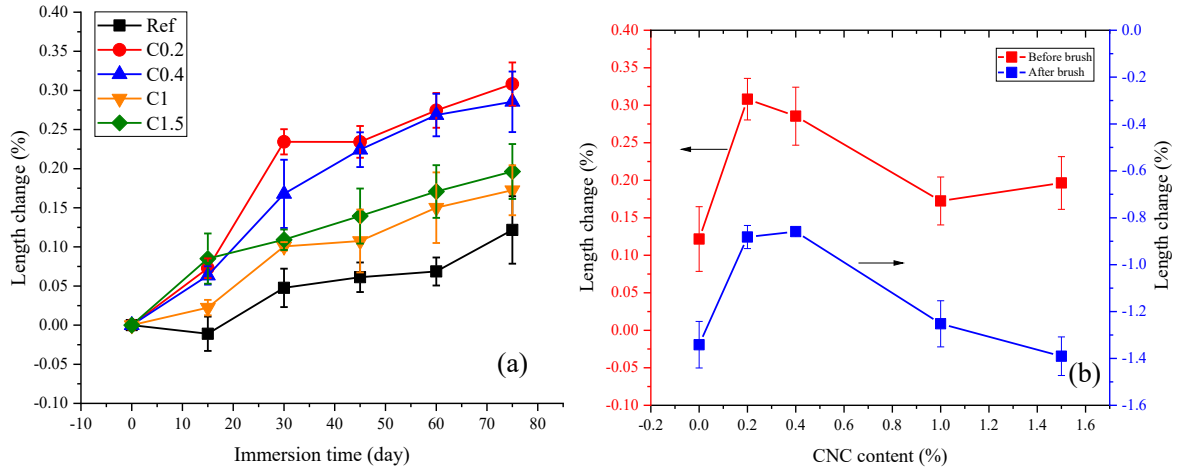 Ref
C0.2
C0.4
C1
C1.5
0.40
0.35
0.30
0.25
0.20
0.15
0.10
0.05
0.00
-0.05
-0.10
Length change (%)
-10 0 10 20 30 40 50 60 70 80
Immersion time (day)
(a)
Before brush
After brush
0.40
0.35
0.30
0.25
0.20
0.15
0.10
0.05
0.00
-0.05
-0.10
Length change (%)
0.0
-0.2
-0.4
-0.6
-0.8
-1.0
-1.2
-1.4
-1.6
Length change (%)
-0.2 0.0 0.2 0.4 0.6 0.8 1.0 1.2 1.4 1.6
CNC content (%)
(b)